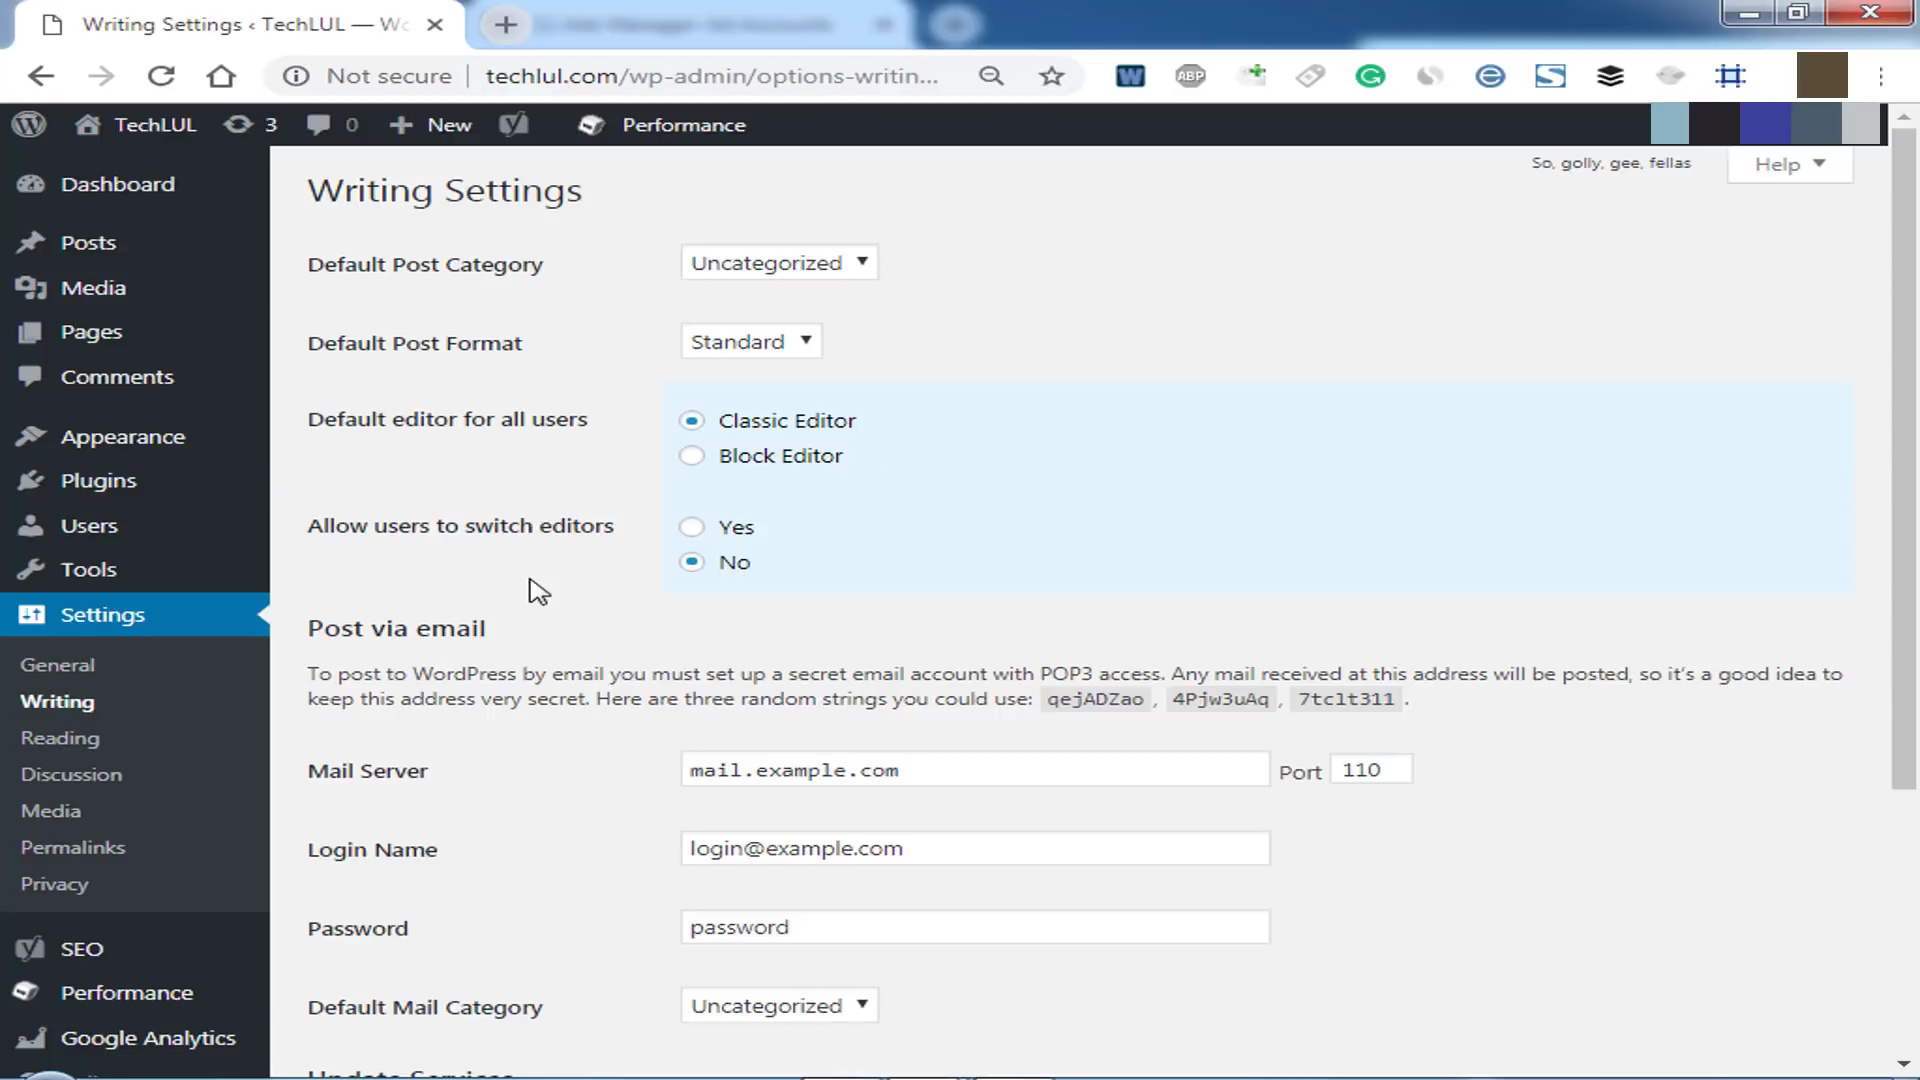 Writing Settings ‹ TechLUL — Wo
Not secure techlul.com/wp-admin/options-writin...
ABP
TechLUL 3 0 New Performance
So, golly, gee, fellas
Help
Dashboard
Posts
Media
Pages
Comments
Appearance
Plugins
Users
Tools
Settings
General
Writing
Reading
Discussion
Media
Permalinks
Privacy
SEO
Performance
Google Analytics
Writing Settings
Default Post Category Uncategorized
Default Post Format Standard
Default editor for all users Classic Editor
Block Editor
Allow users to switch editors Yes
No
Post via email
To post to WordPress by email you must set up a secret email account with POP3 access. Any mail received at this address will be posted, so it's a good idea to
keep this address very secret. Here are three random strings you could use: qejADZao , 4Pjw3uAq , 7tclt311 .
Mail Server mail.example.com Port 110
Login Name login@example.com
Password password
Default Mail Category Uncategorized
Update Services